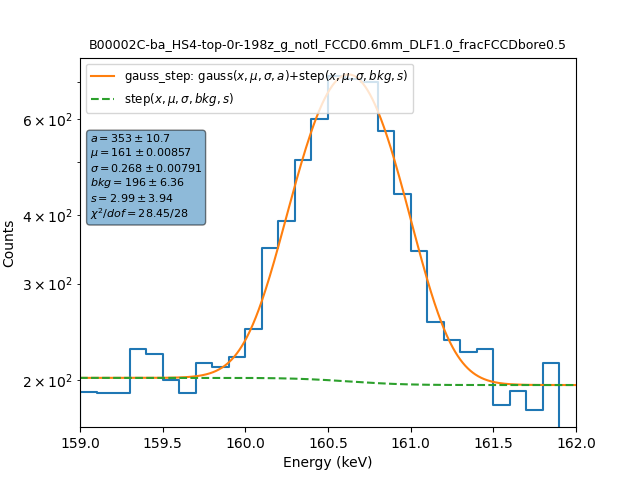 B00002C-ba_HS4-top-0r-198z_g_notl_FCCD0.6mm_DLF1.0_fracFCCDbore0.5
gauss_step: gauss(x, μ, σ, a)+step(x, μ, σ, bkg, s)
step(x, μ, σ, bkg, s)
a = 353 ± 10.7
μ = 161 ± 0.00857
σ = 0.268 ± 0.00791
bkg = 196 ± 6.36
s = 2.99 ± 3.94
χ²/dof = 28.45/28
6 × 10²
4 × 10²
3 × 10²
2 × 10²
Counts
159.0 159.5 160.0 160.5 161.0 161.5 162.0
Energy (keV)